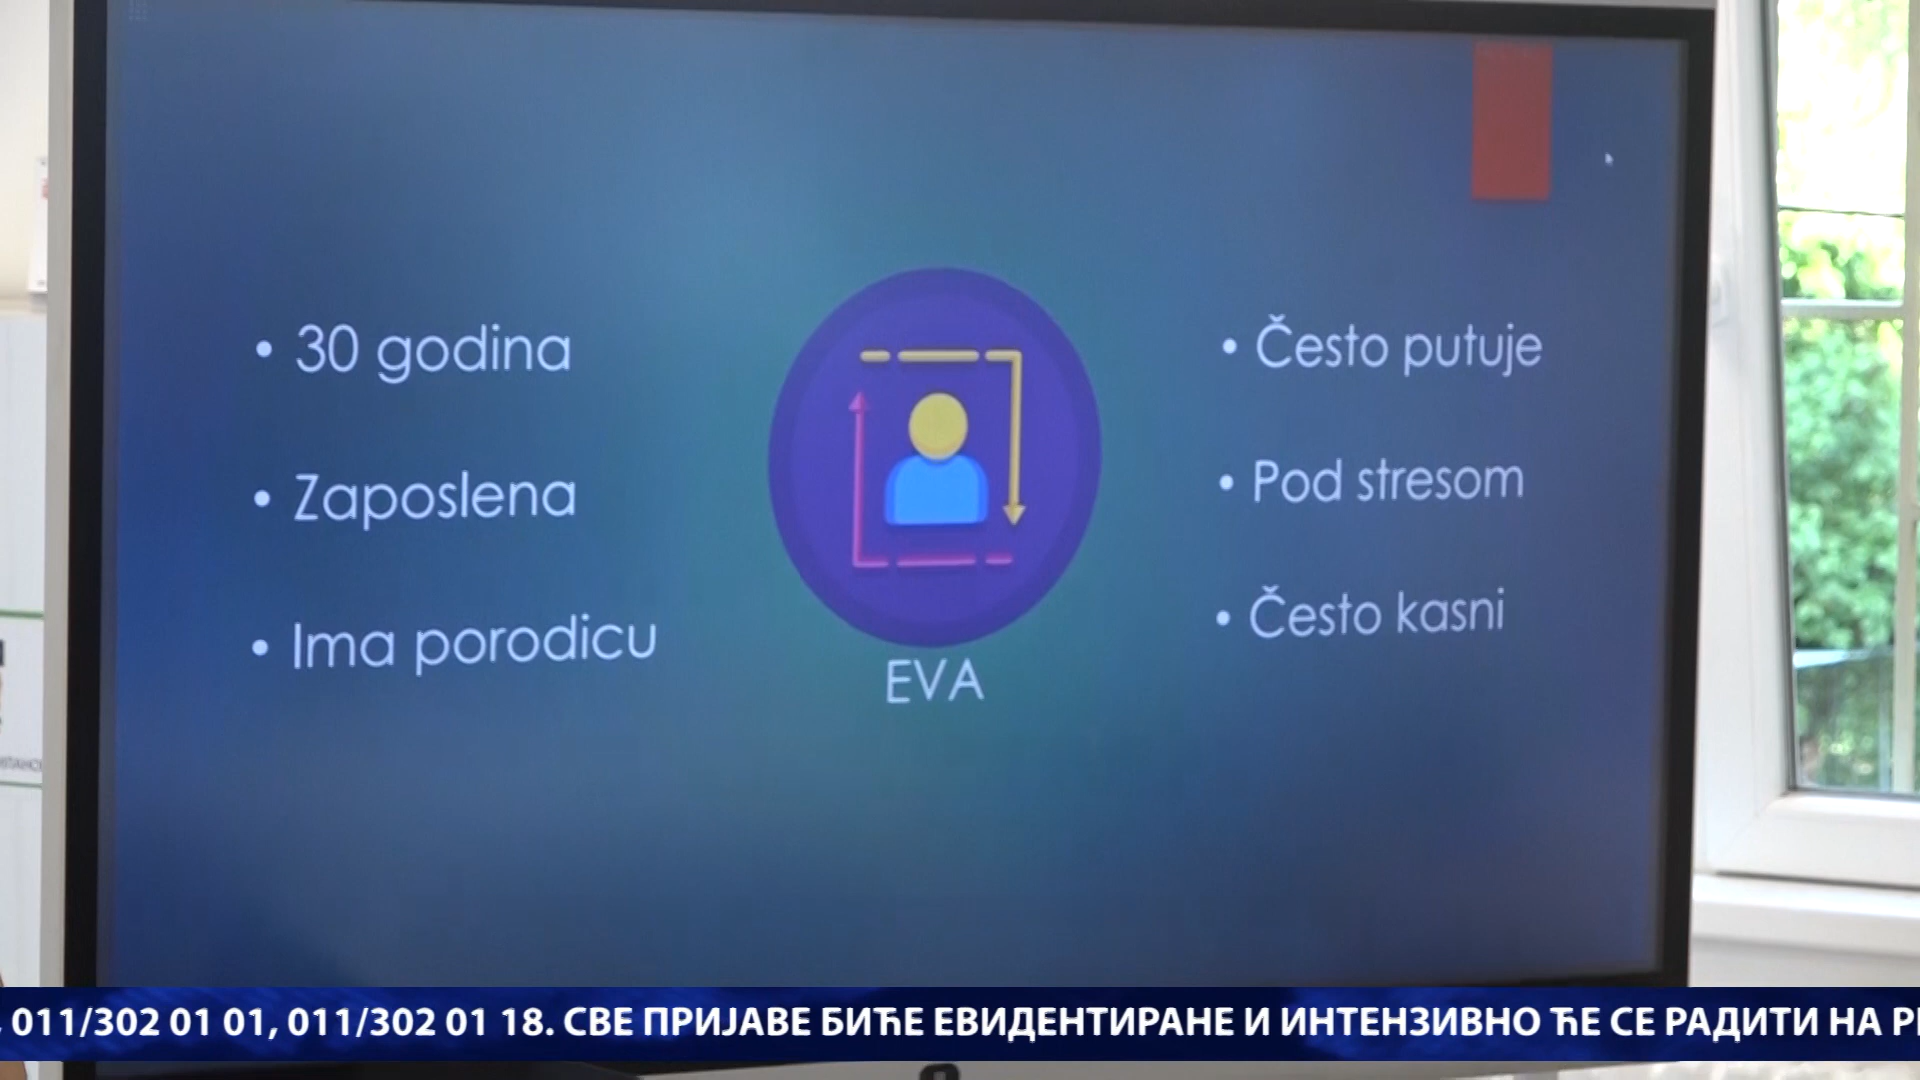 30 godina
Zaposlena
Ima porodicu
EVA
Često putuje
Pod stresom
Često kasni
011/302 01 01, 011/302 01 18. СВЕ ПРИЈАВЕ БИЋЕ ЕВИДЕНТИРАНЕ И ИНТЕНЗИВНО ЋЕ СЕ РАДИТИ НА